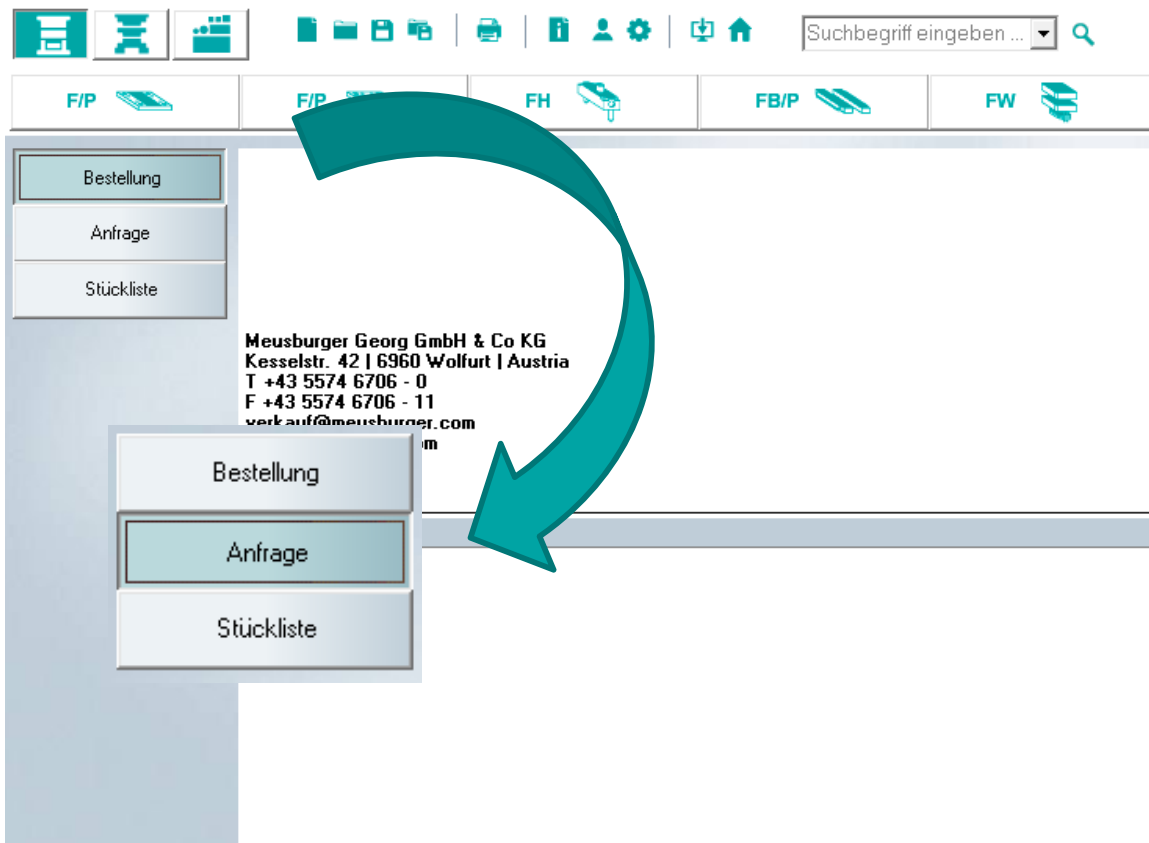 Suchbegriff eingeben ...
F/P F/P FH FB/P FW
Bestellung
Anfrage
Stückliste
Meusburger Georg GmbH & Co KG
Kesselstr. 42 | 6960 Wolfurt | Austria
T +43 5574 6706 - 0
F +43 5574 6706 - 11
verkauf@meusburger.com
Bestellung
Anfrage
Stückliste